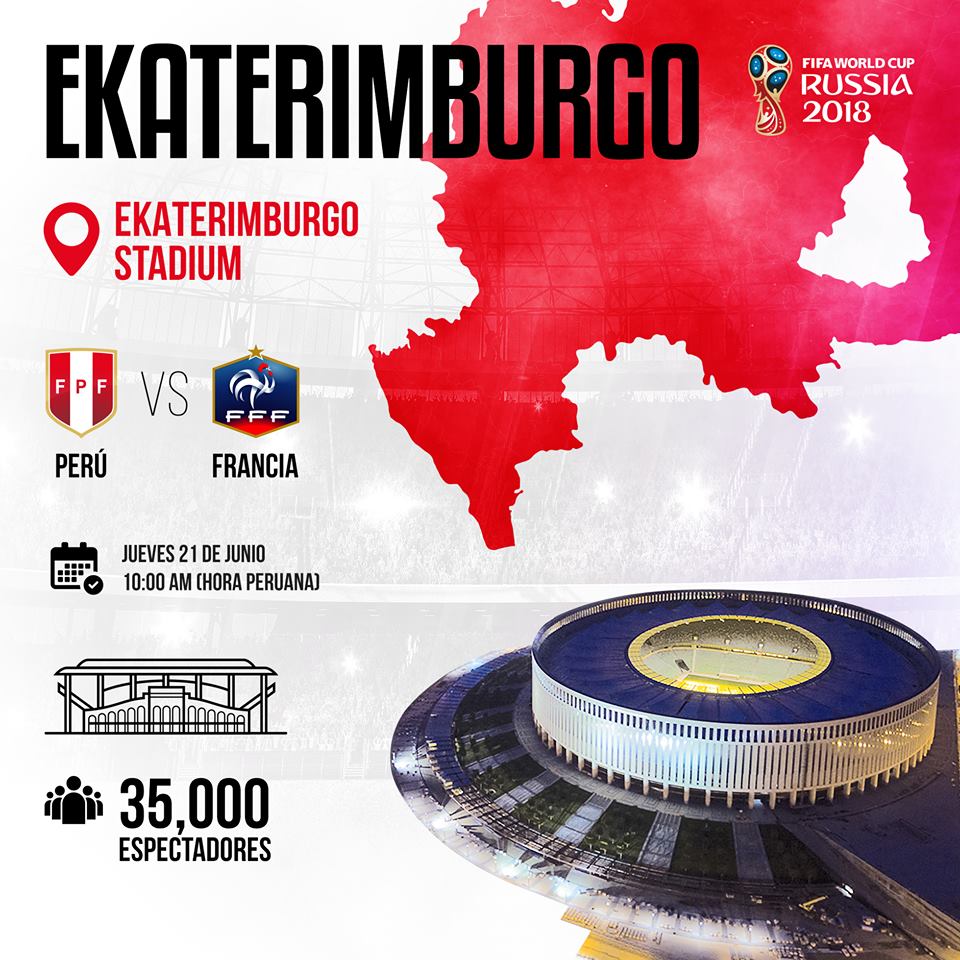 EKATERIMBURGO
FIFA WORLD CUP
RUSSIA
2018
EKATERIMBURGO
STADIUM
FPF
VS
FFF
PERÚ
FRANCIA
JUEVES 21 DE JUNIO
10:00 AM (HORA PERUANA)
35,000
ESPECTADORES